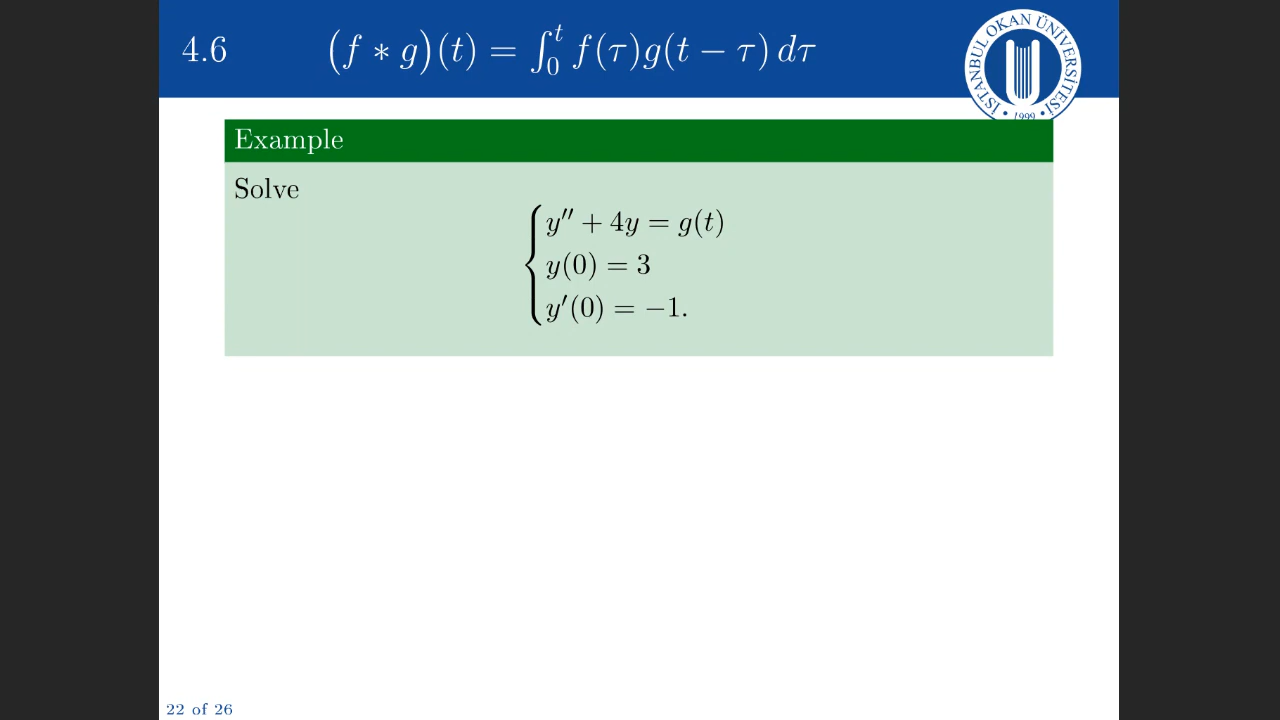 4.6 (f ∗ g)(t) = ∫₀ᵗ f(τ)g(t − τ) dτ
İSTANBUL OKAN ÜNİVERSİTESİ
• 1999 •
Example
Solve
y″ + 4y = g(t)
y(0) = 3
y′(0) = −1.
22 of 26